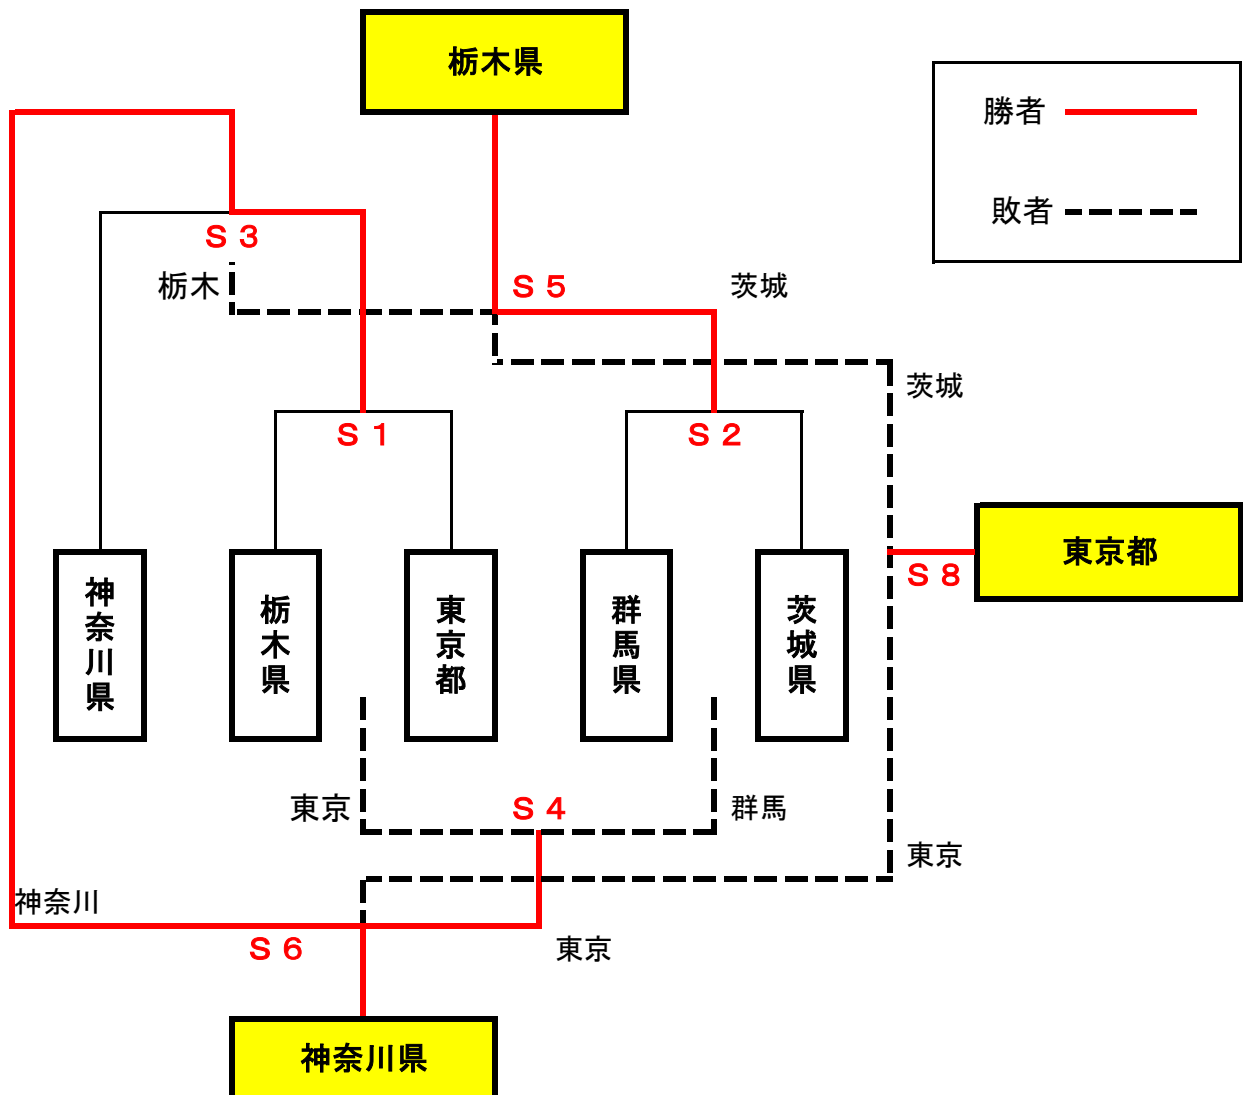 栃木県
勝者
敗者
Ｓ３
栃木
Ｓ５
茨城
茨城
Ｓ１
Ｓ２
東京都
Ｓ８
神奈川県
栃木県
東京都
群馬県
茨城県
東京
Ｓ４
群馬
東京
神奈川
Ｓ６
東京
神奈川県